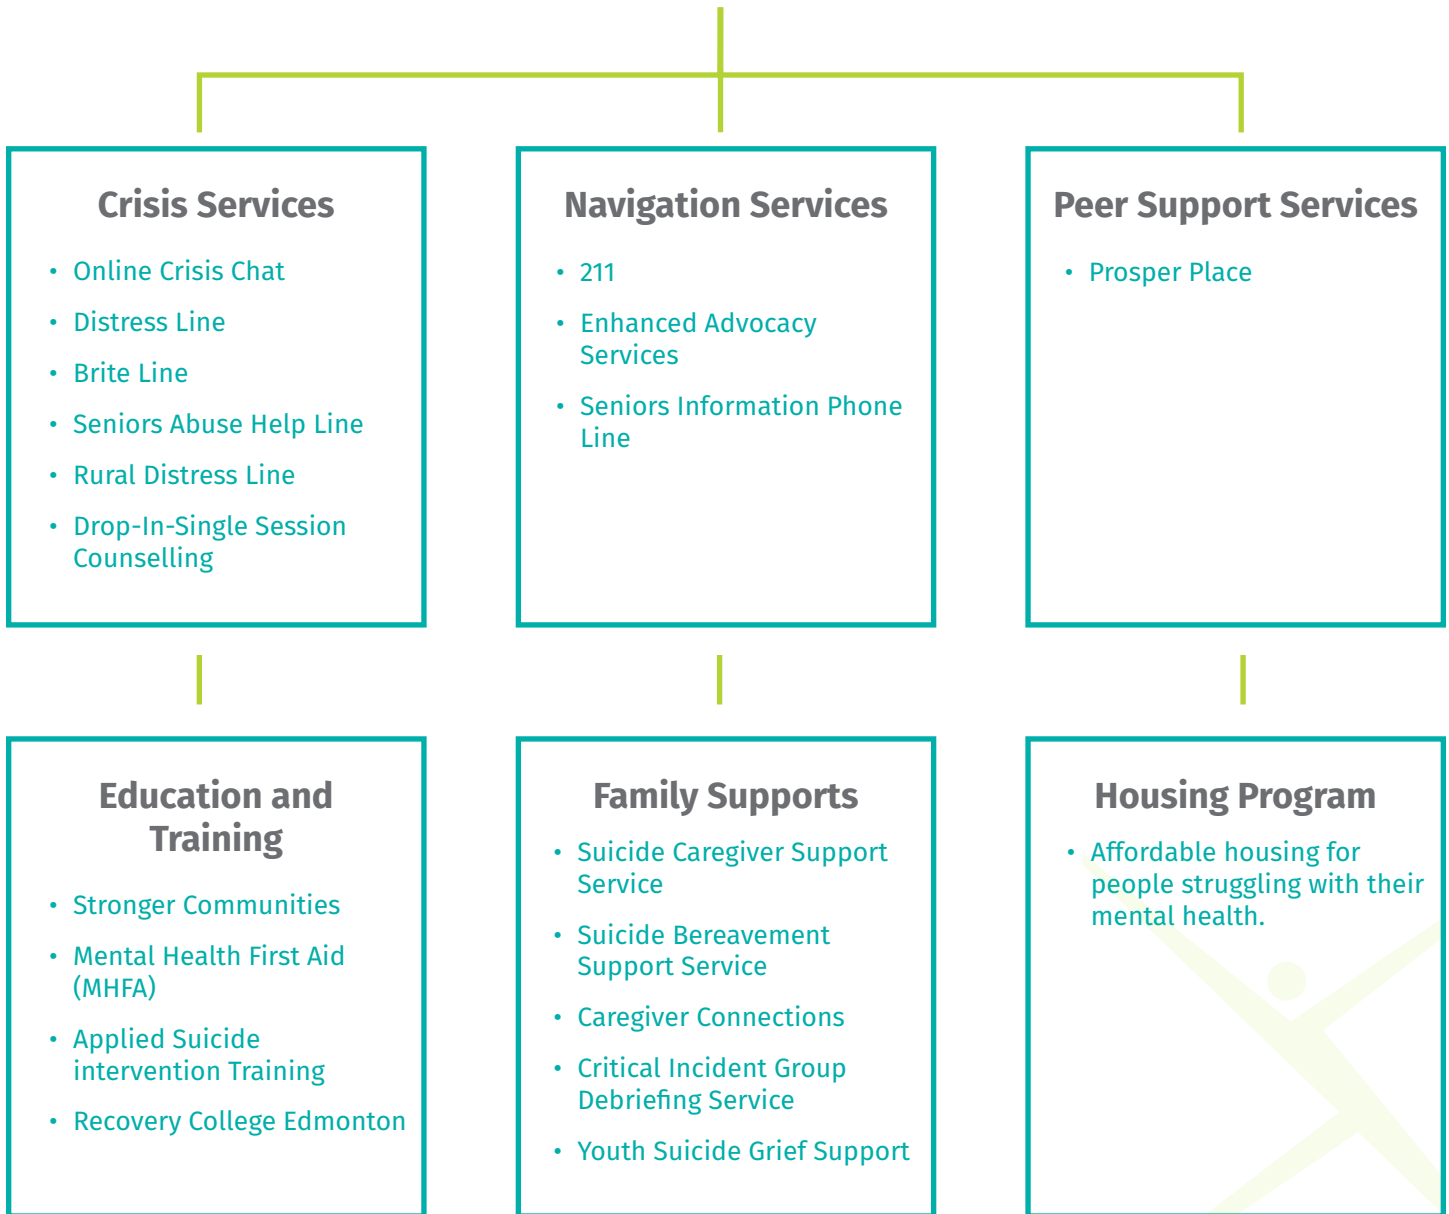 Crisis Services
• Online Crisis Chat
• Distress Line
• Brite Line
• Seniors Abuse Help Line
• Rural Distress Line
• Drop-In-Single Session
Counselling
Navigation Services
• 211
• Enhanced Advocacy
Services
• Seniors Information Phone
Line
Peer Support Services
• Prosper Place
Education and
Training
• Stronger Communities
• Mental Health First Aid
(MHFA)
• Applied Suicide
intervention Training
• Recovery College Edmonton
Family Supports
• Suicide Caregiver Support
Service
• Suicide Bereavement
Support Service
• Caregiver Connections
• Critical Incident Group
Debriefing Service
• Youth Suicide Grief Support
Housing Program
• Affordable housing for
people struggling with their
mental health.